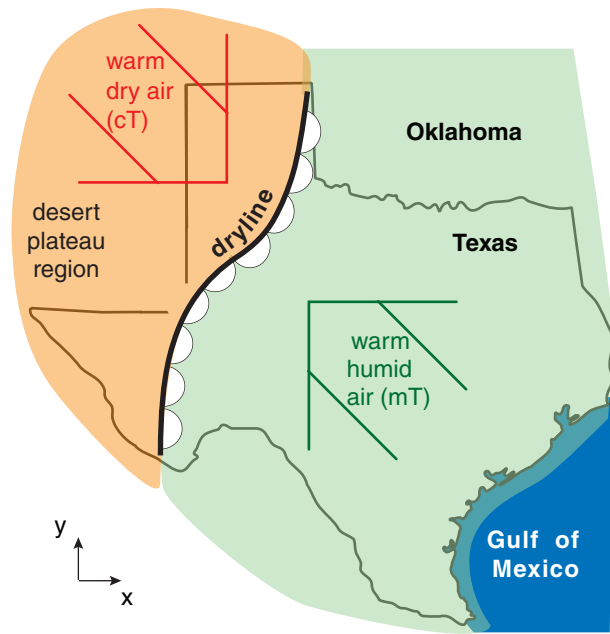 warm
dry air
(cT)
Oklahoma
desert
plateau
region
dryline
Texas
warm
humid
air (mT)
y
x
Gulf of
Mexico